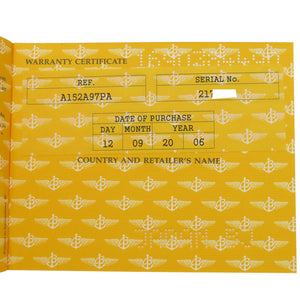 WARRANTY CERTIFICATE
REF. SERIAL No.
A152A97PA 21
DATE OF PURCHASE
DAY MONTH YEAR
12 09 20 05
COUNTRY AND RETAILER'S NAME